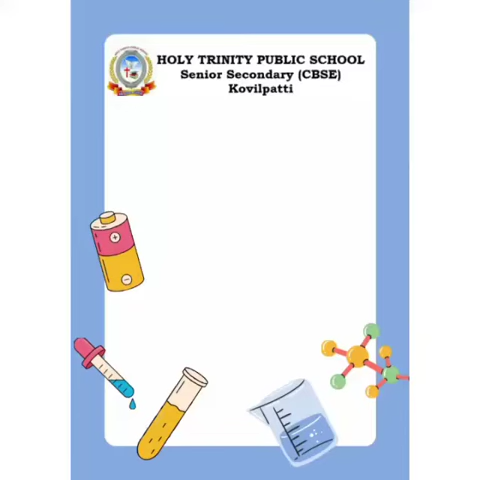 HOLY TRINITY PUBLIC SCHOOL
Senior Secondary (CBSE)
Kovilpatti